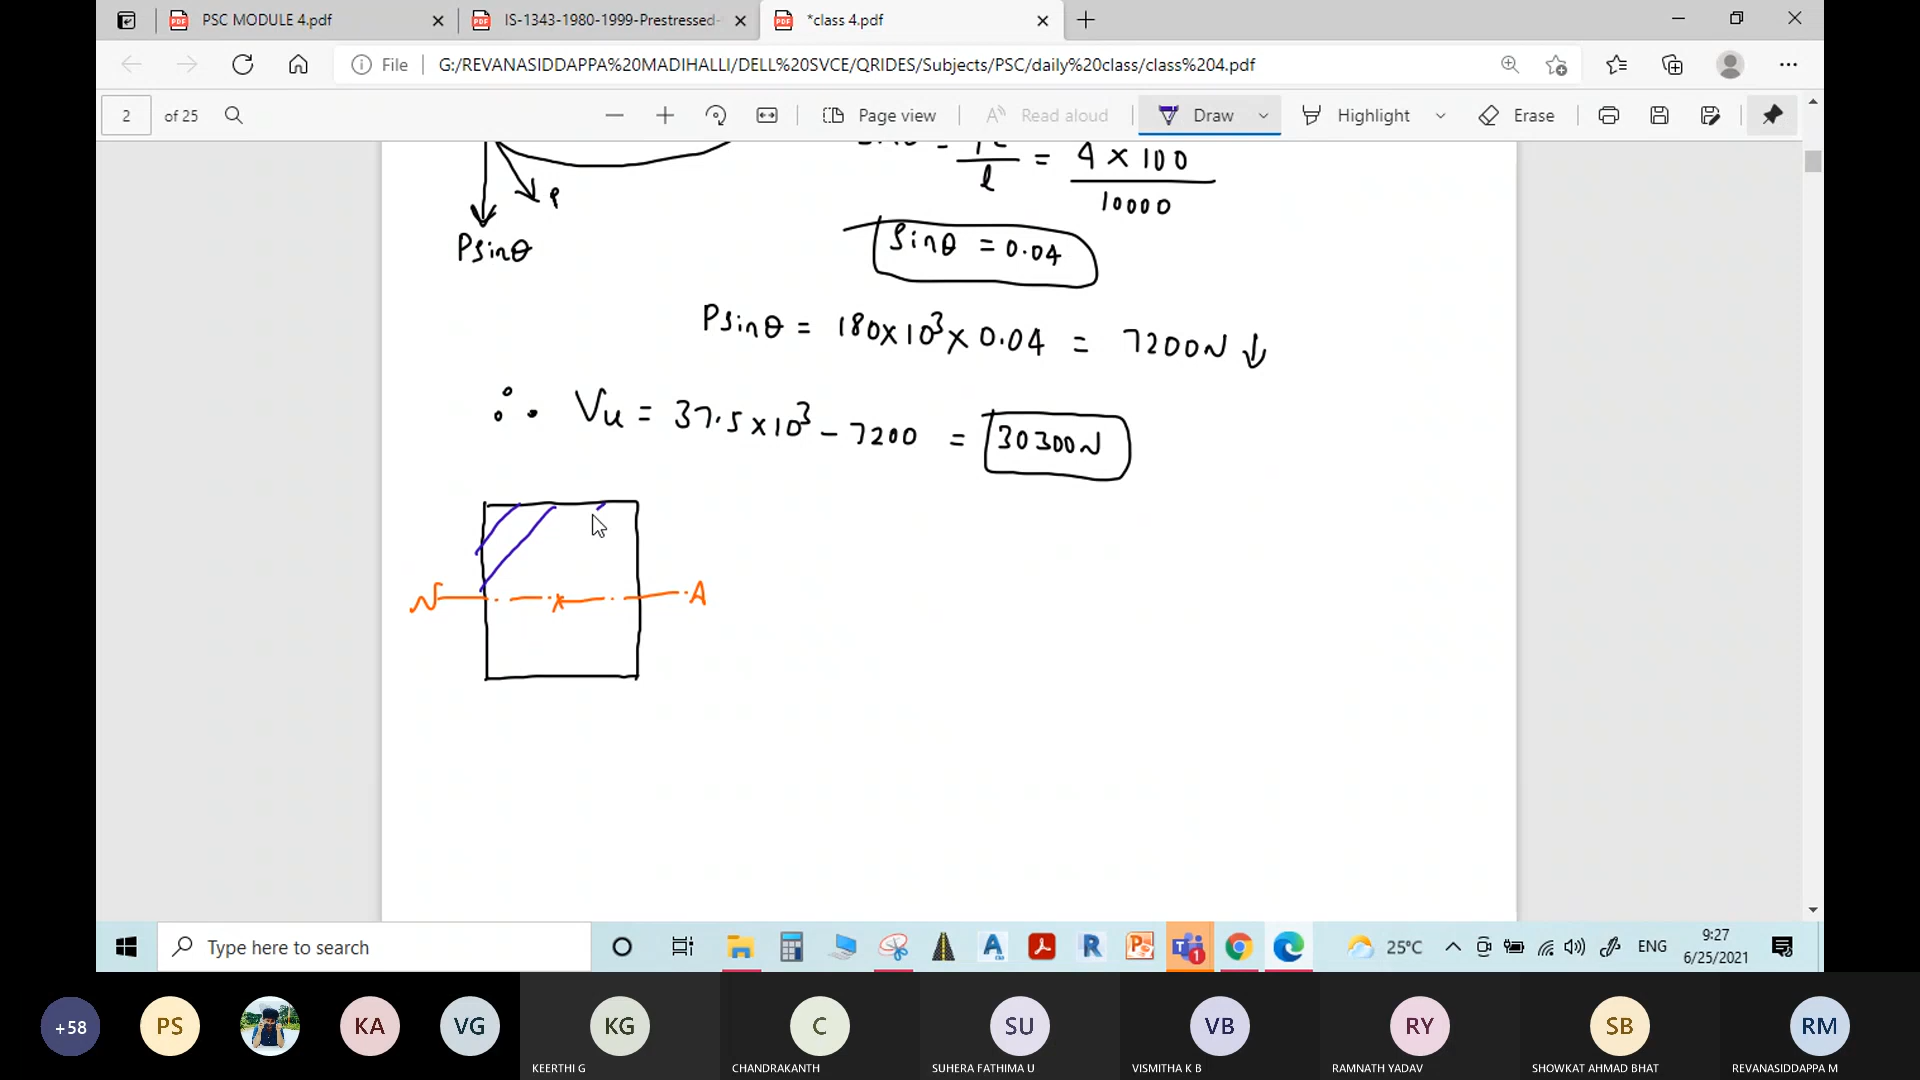 PSC MODULE 4.pdf
IS-1343-1980-1999-Prestressed-
*class 4.pdf
File
G:/REVANASIDDAPPA%20MADIHALLI/DELL%20SVCE/QRIDES/Subjects/PSC/daily%20class/class%204.pdf
2 of 25
Page view
Read aloud
Draw
Highlight
Erase
= 4 × 100
l 10000
P
Psinθ
Sinθ = 0.04
Psinθ = 180×10³× 0.04 = 7200N ↓
∴ Vu = 37.5×10³ – 7200 = 30300N
N A
Type here to search
25°C
ENG
9:27
6/25/2021
+58
PS
KA
VG
KG
C
SU
VB
RY
SB
RM
KEERTHI G
CHANDRAKANTH
SUHERA FATHIMA U
VISMITHA K B
RAMNATH YADAV
SHOWKAT AHMAD BHAT
REVANASIDDAPPA M